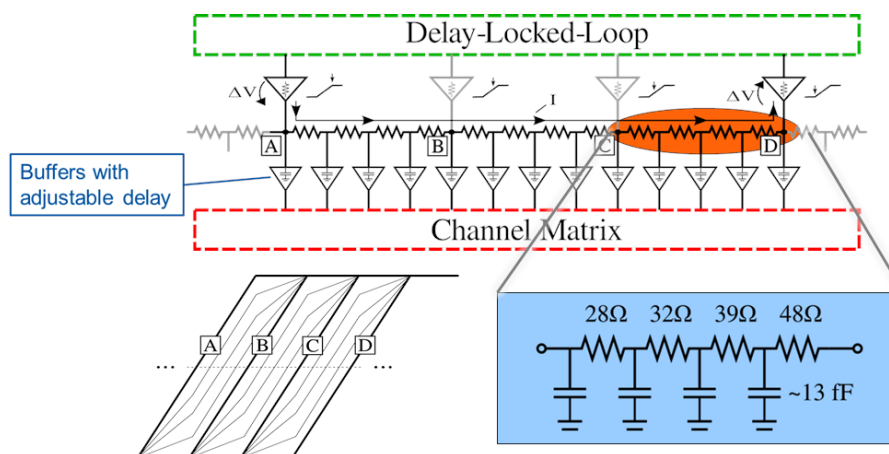 Delay-Locked-Loop
ΔV
ΔV
I
A
B
C
D
Buffers with
adjustable delay
Channel Matrix
A
B
C
D
... ...
28Ω 32Ω 39Ω 48Ω
~13 fF